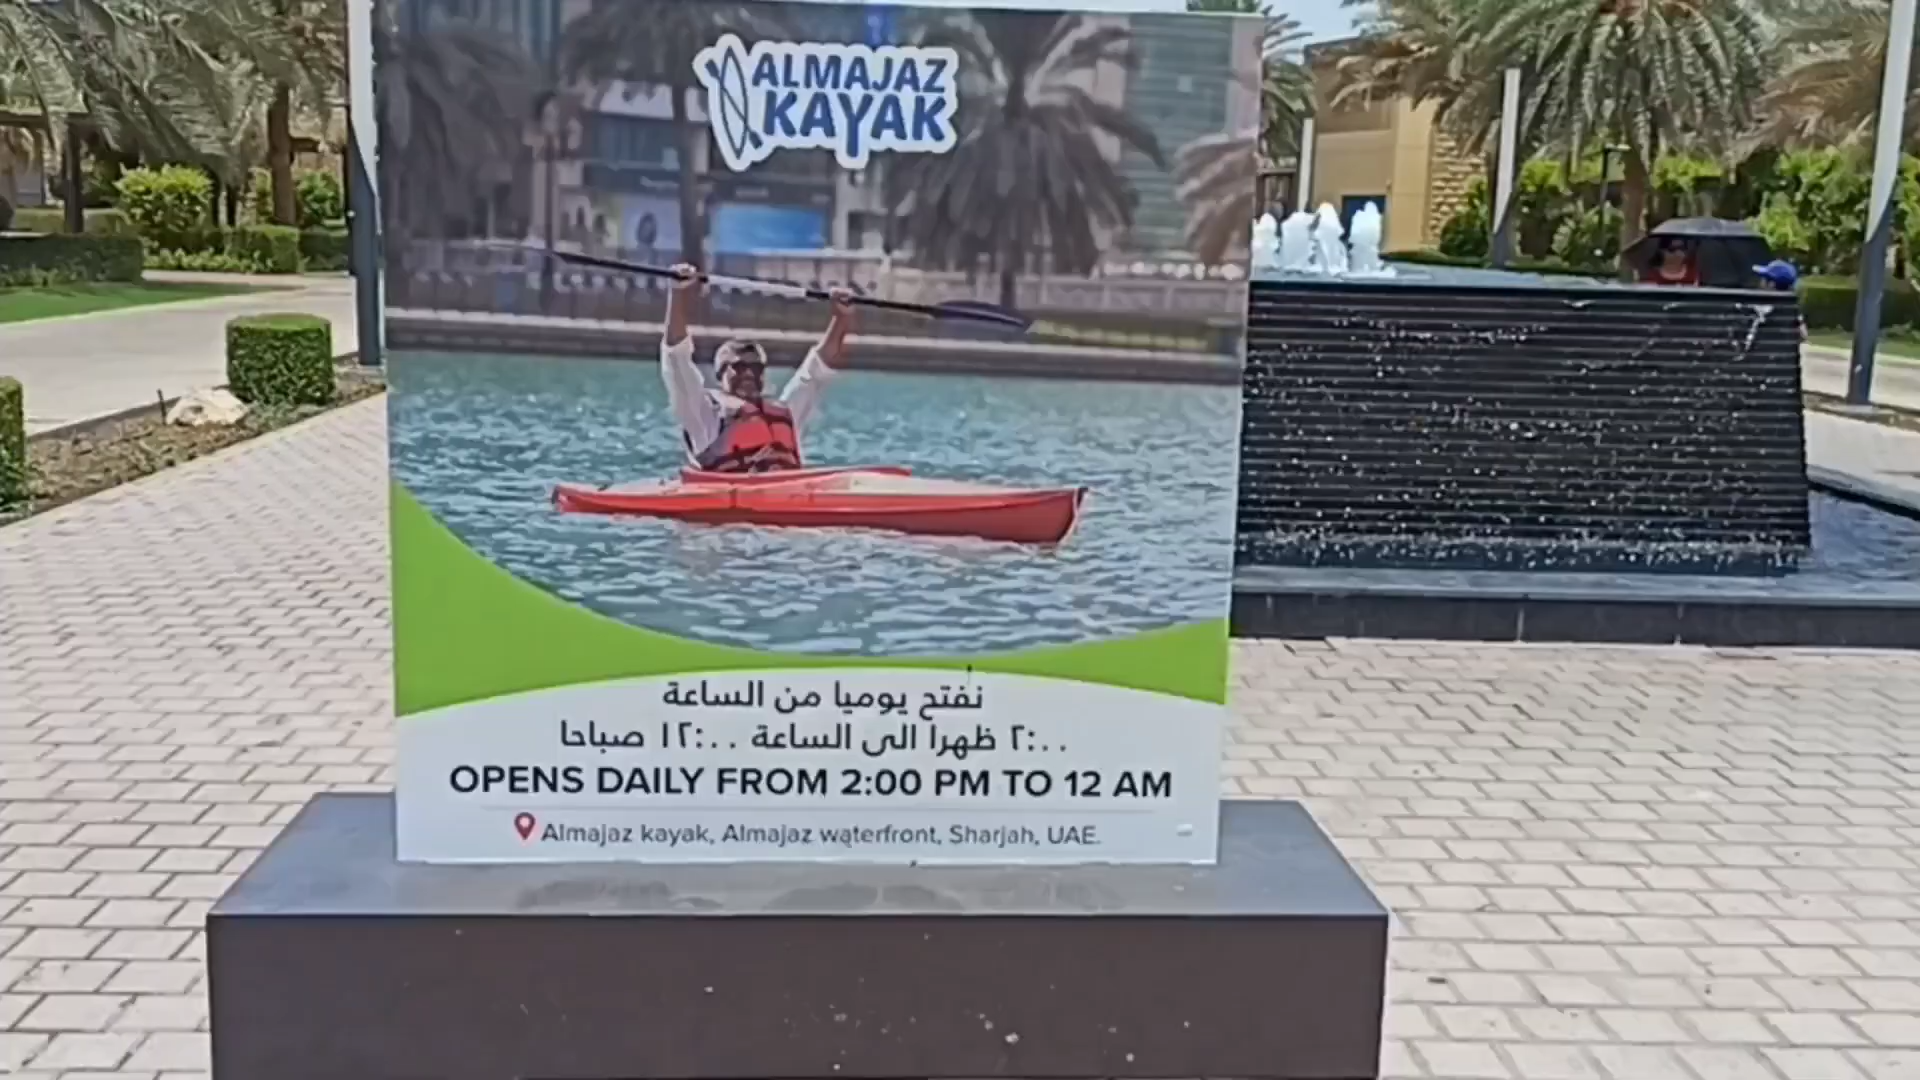 ALMAJAZ
KAYAK
نفتح يوميا من الساعة
٢:٠٠ ظهرا الى الساعة ١٢:٠٠ صباحا
OPENS DAILY FROM 2:00 PM TO 12 AM
Almajaz kayak, Almajaz waterfront, Sharjah, UAE.